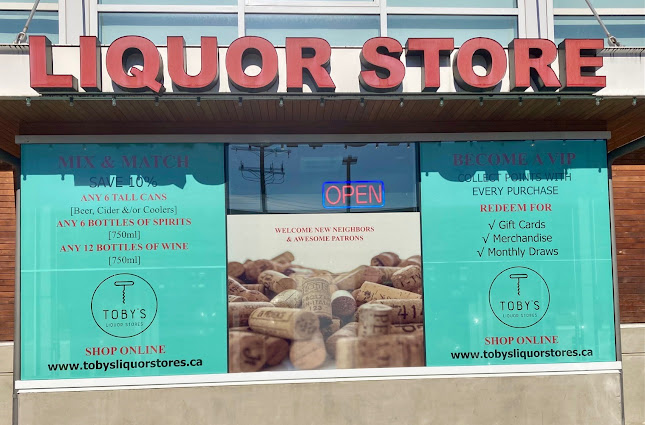 LIQUOR STORE
MIX & MATCH
SAVE 10%
ANY 6 TALL CANS
[Beer, Cider &/or Coolers]
ANY 6 BOTTLES OF SPIRITS
[750ml]
ANY 12 BOTTLES OF WINE
[750ml]
TOBY'S
LIQUOR STORES
SHOP ONLINE
www.tobysliquorstores.ca
OPEN
WELCOME NEW NEIGHBORS
& AWESOME PATRONS
BECOME A VIP
COLLECT POINTS WITH
EVERY PURCHASE
REDEEM FOR
√ Gift Cards
√ Merchandise
√ Monthly Draws
TOBY'S
LIQUOR STORES
SHOP ONLINE
www.tobysliquorstores.ca